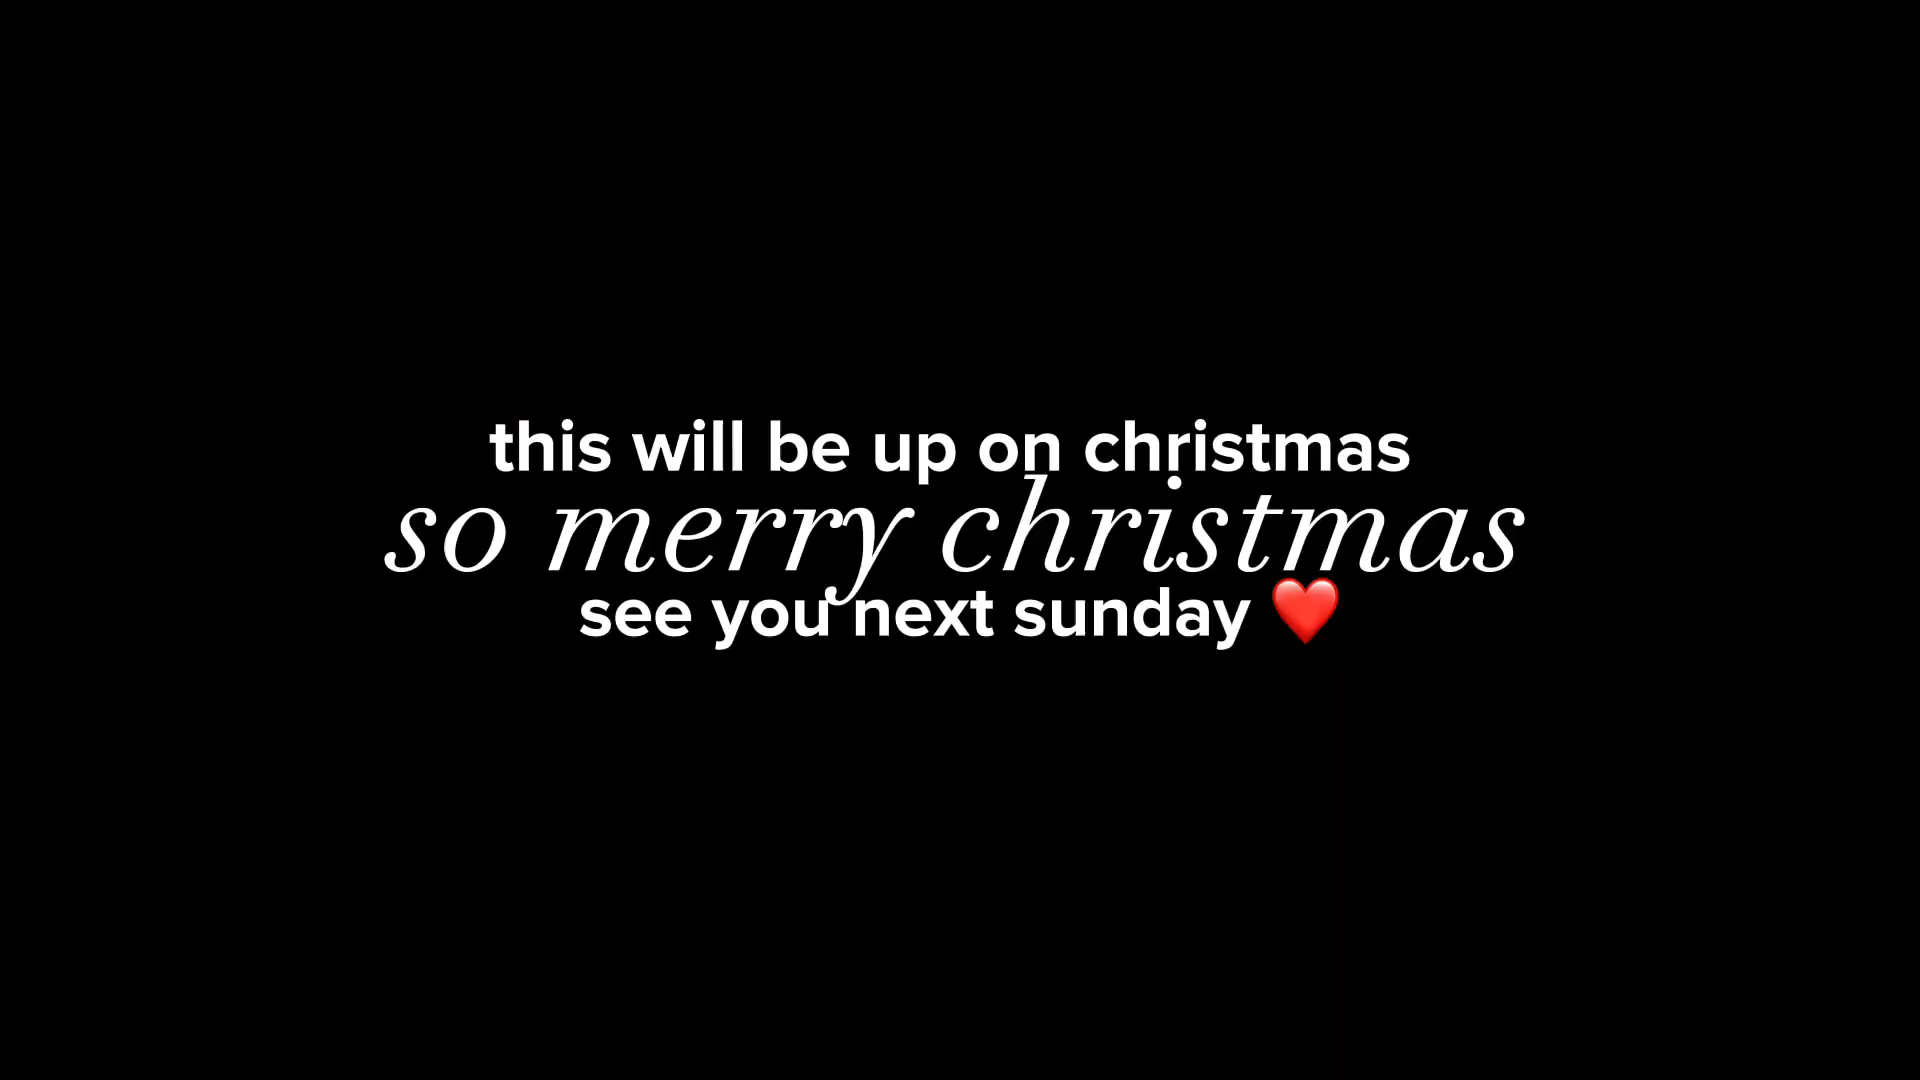 this will be up on christmas
so merry christmas
see you next sunday ❤️